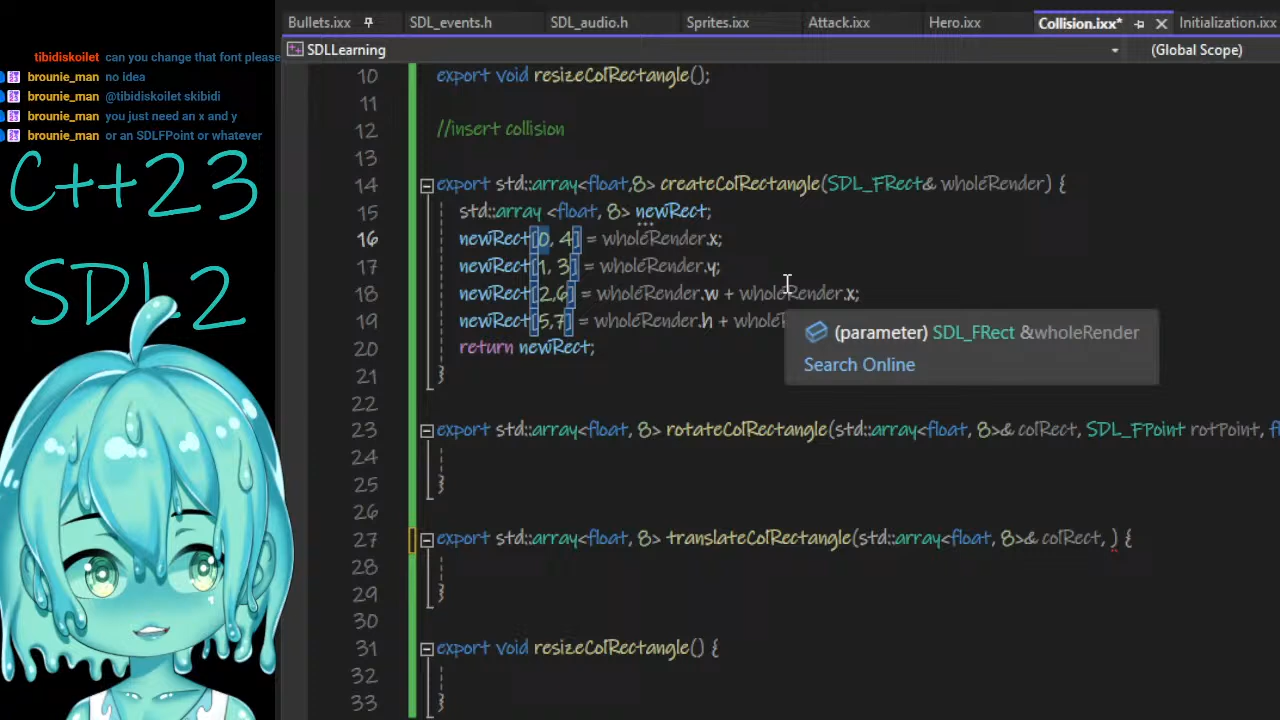 Bullets.ixx SDL_events.h SDL_audio.h Sprites.ixx Attack.ixx Hero.ixx Collision.ixx* Initialization.ixx
SDLLearning (Global Scope)
tibidiskoilet can you change that font please
brounie_man no idea
brounie_man @tibidiskoilet skibidi
brounie_man you just need an x and y
brounie_man or an SDLFPoint or whatever
C++23
SDL2
10 export void resizeColRectangle();
11
12 //insert collision
13
14 export std::array<float,8> createColRectangle(SDL_FRect& wholeRender) {
15 std::array <float, 8> newRect;
16 newRect[0, 4] = wholeRender.x;
17 newRect[1, 3] = wholeRender.y;
18 newRect[2,6] = wholeRender.w + wholeRender.x;
19 newRect[5,7] = wholeRender.h +
20 return newRect;
21 }
22
23 export std::array<float, 8> rotateColRectangle(std::array<float, 8>& colRect, SDL_FPoint rotPoint,
24
25 }
26
27 export std::array<float, 8> translateColRectangle(std::array<float, 8>& colRect, ) {
28
29 }
30
31 export void resizeColRectangle() {
32
33 }
(parameter) SDL_FRect &wholeRender
Search Online